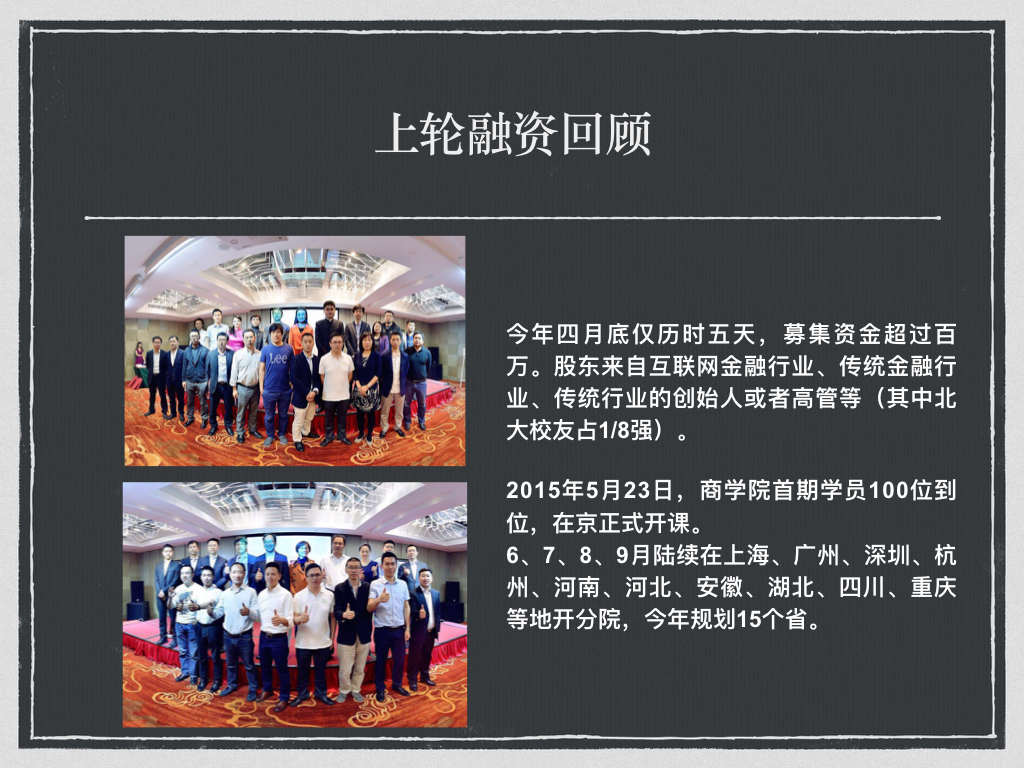 上轮融资回顾
Lee
今年四月底仅历时五天，募集资金超过百
万。股东来自互联网金融行业、传统金融行
业、传统行业的创始人或者高管等（其中北
大校友占1/8强）。
2015年5月23日，商学院首期学员100位到
位，在京正式开课。
6、7、8、9月陆续在上海、广州、深圳、杭
州、河南、河北、安徽、湖北、四川、重庆
等地开分院，今年规划15个省。